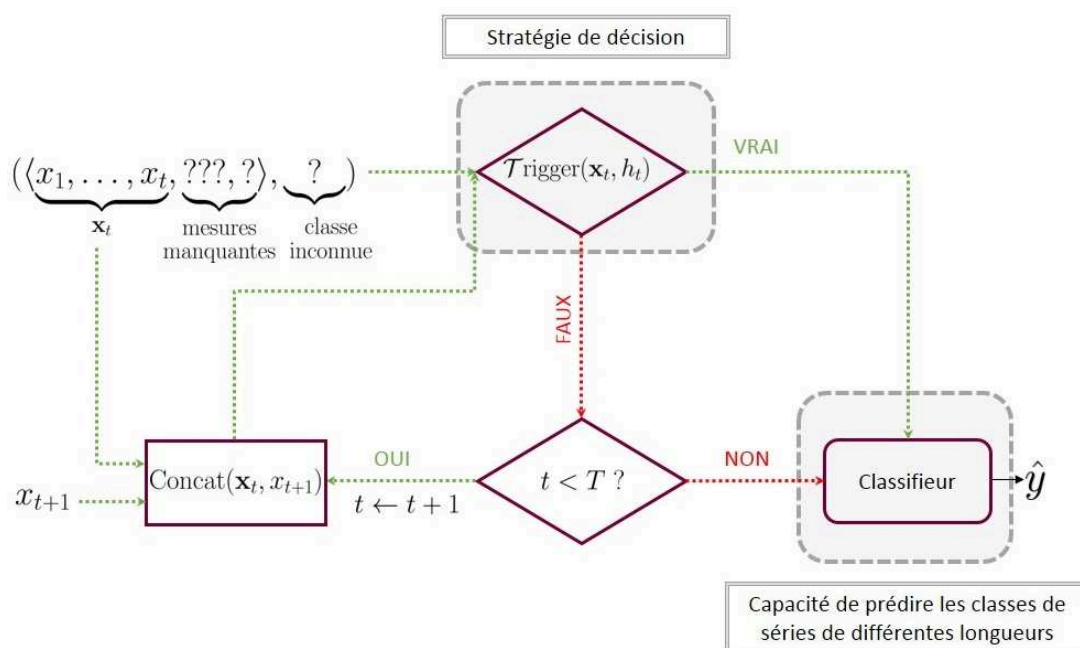 Stratégie de décision
(⟨x₁, . . . , xₜ, ???, ?⟩, ?)
𝐱ₜ
mesures manquantes
classe inconnue
𝒯rigger(𝐱ₜ, hₜ)
VRAI
FAUX
Concat(𝐱ₜ, xₜ₊₁)
xₜ₊₁
OUI
t ← t + 1
t < T ?
NON
Classifieur
ŷ
Capacité de prédire les classes de
séries de différentes longueurs